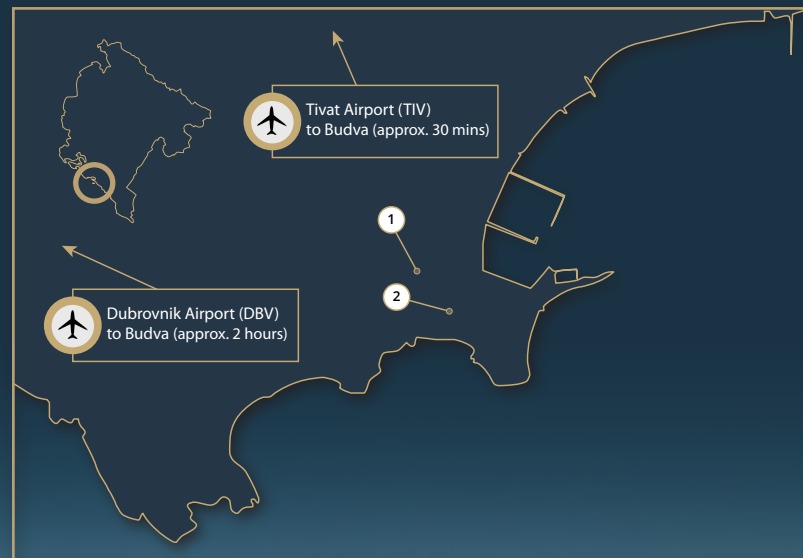 Tivat Airport (TIV)
to Budva (approx. 30 mins)
1
2
Dubrovnik Airport (DBV)
to Budva (approx. 2 hours)